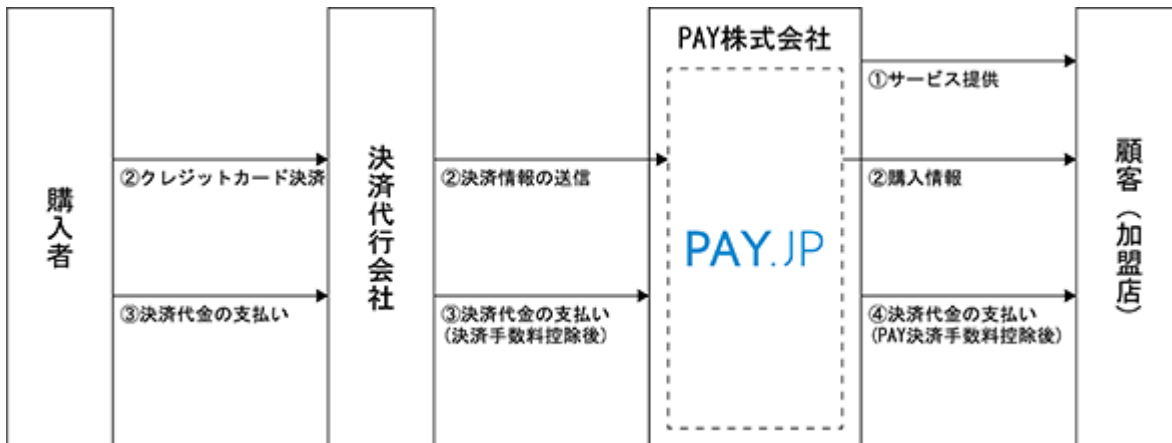 PAY株式会社
①サービス提供
②クレジットカード決済
②決済情報の送信
②購入情報
購入者
決済代行会社
PAY.JP
顧客（加盟店）
③決済代金の支払い
③決済代金の支払い
(決済手数料控除後)
④決済代金の支払い
(PAY決済手数料控除後)